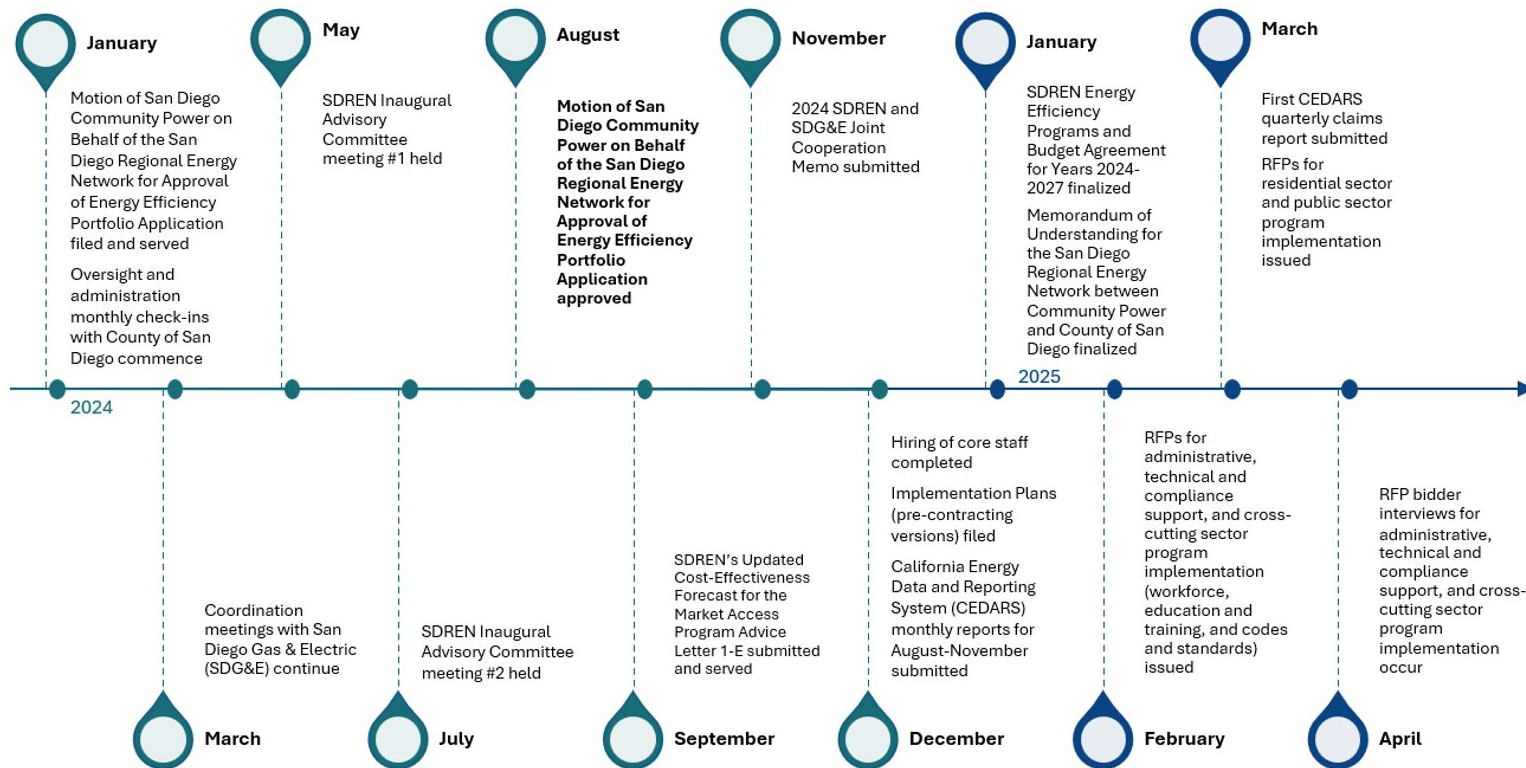 January
Motion of San Diego
Community Power on
Behalf of the San
Diego Regional Energy
Network for Approval
of Energy Efficiency
Portfolio Application
filed and served
Oversight and
administration
monthly check-ins
with County of San
Diego commence
May
SDREN Inaugural
Advisory
Committee
meeting #1 held
August
Motion of San
Diego Community
Power on Behalf
of the San Diego
Regional Energy
Network for
Approval of
Energy Efficiency
Portfolio
Application
approved
November
2024 SDREN and
SDG&E Joint
Cooperation
Memo submitted
January
SDREN Energy
Efficiency
Programs and
Budget Agreement
for Years 2024-
2027 finalized
Memorandum of
Understanding for
the San Diego
Regional Energy
Network between
Community Power
and County of San
Diego finalized
March
First CEDARS
quarterly claims
report submitted
RFPs for
residential sector
and public sector
program
implementation
issued
2024
2025
Coordination
meetings with San
Diego Gas & Electric
(SDG&E) continue
March
SDREN Inaugural
Advisory Committee
meeting #2 held
July
SDREN's Updated
Cost-Effectiveness
Forecast for the
Market Access
Program Advice
Letter 1-E submitted
and served
September
Hiring of core staff
completed
Implementation Plans
(pre-contracting
versions) filed
California Energy
Data and Reporting
System (CEDARS)
monthly reports for
August-November
submitted
December
RFPs for
administrative,
technical and
compliance
support, and cross-
cutting sector
program
implementation
(workforce,
education and
training, and codes
and standards)
issued
February
RFP bidder
interviews for
administrative,
technical and
compliance
support, and cross-
cutting sector
program
implementation
occur
April